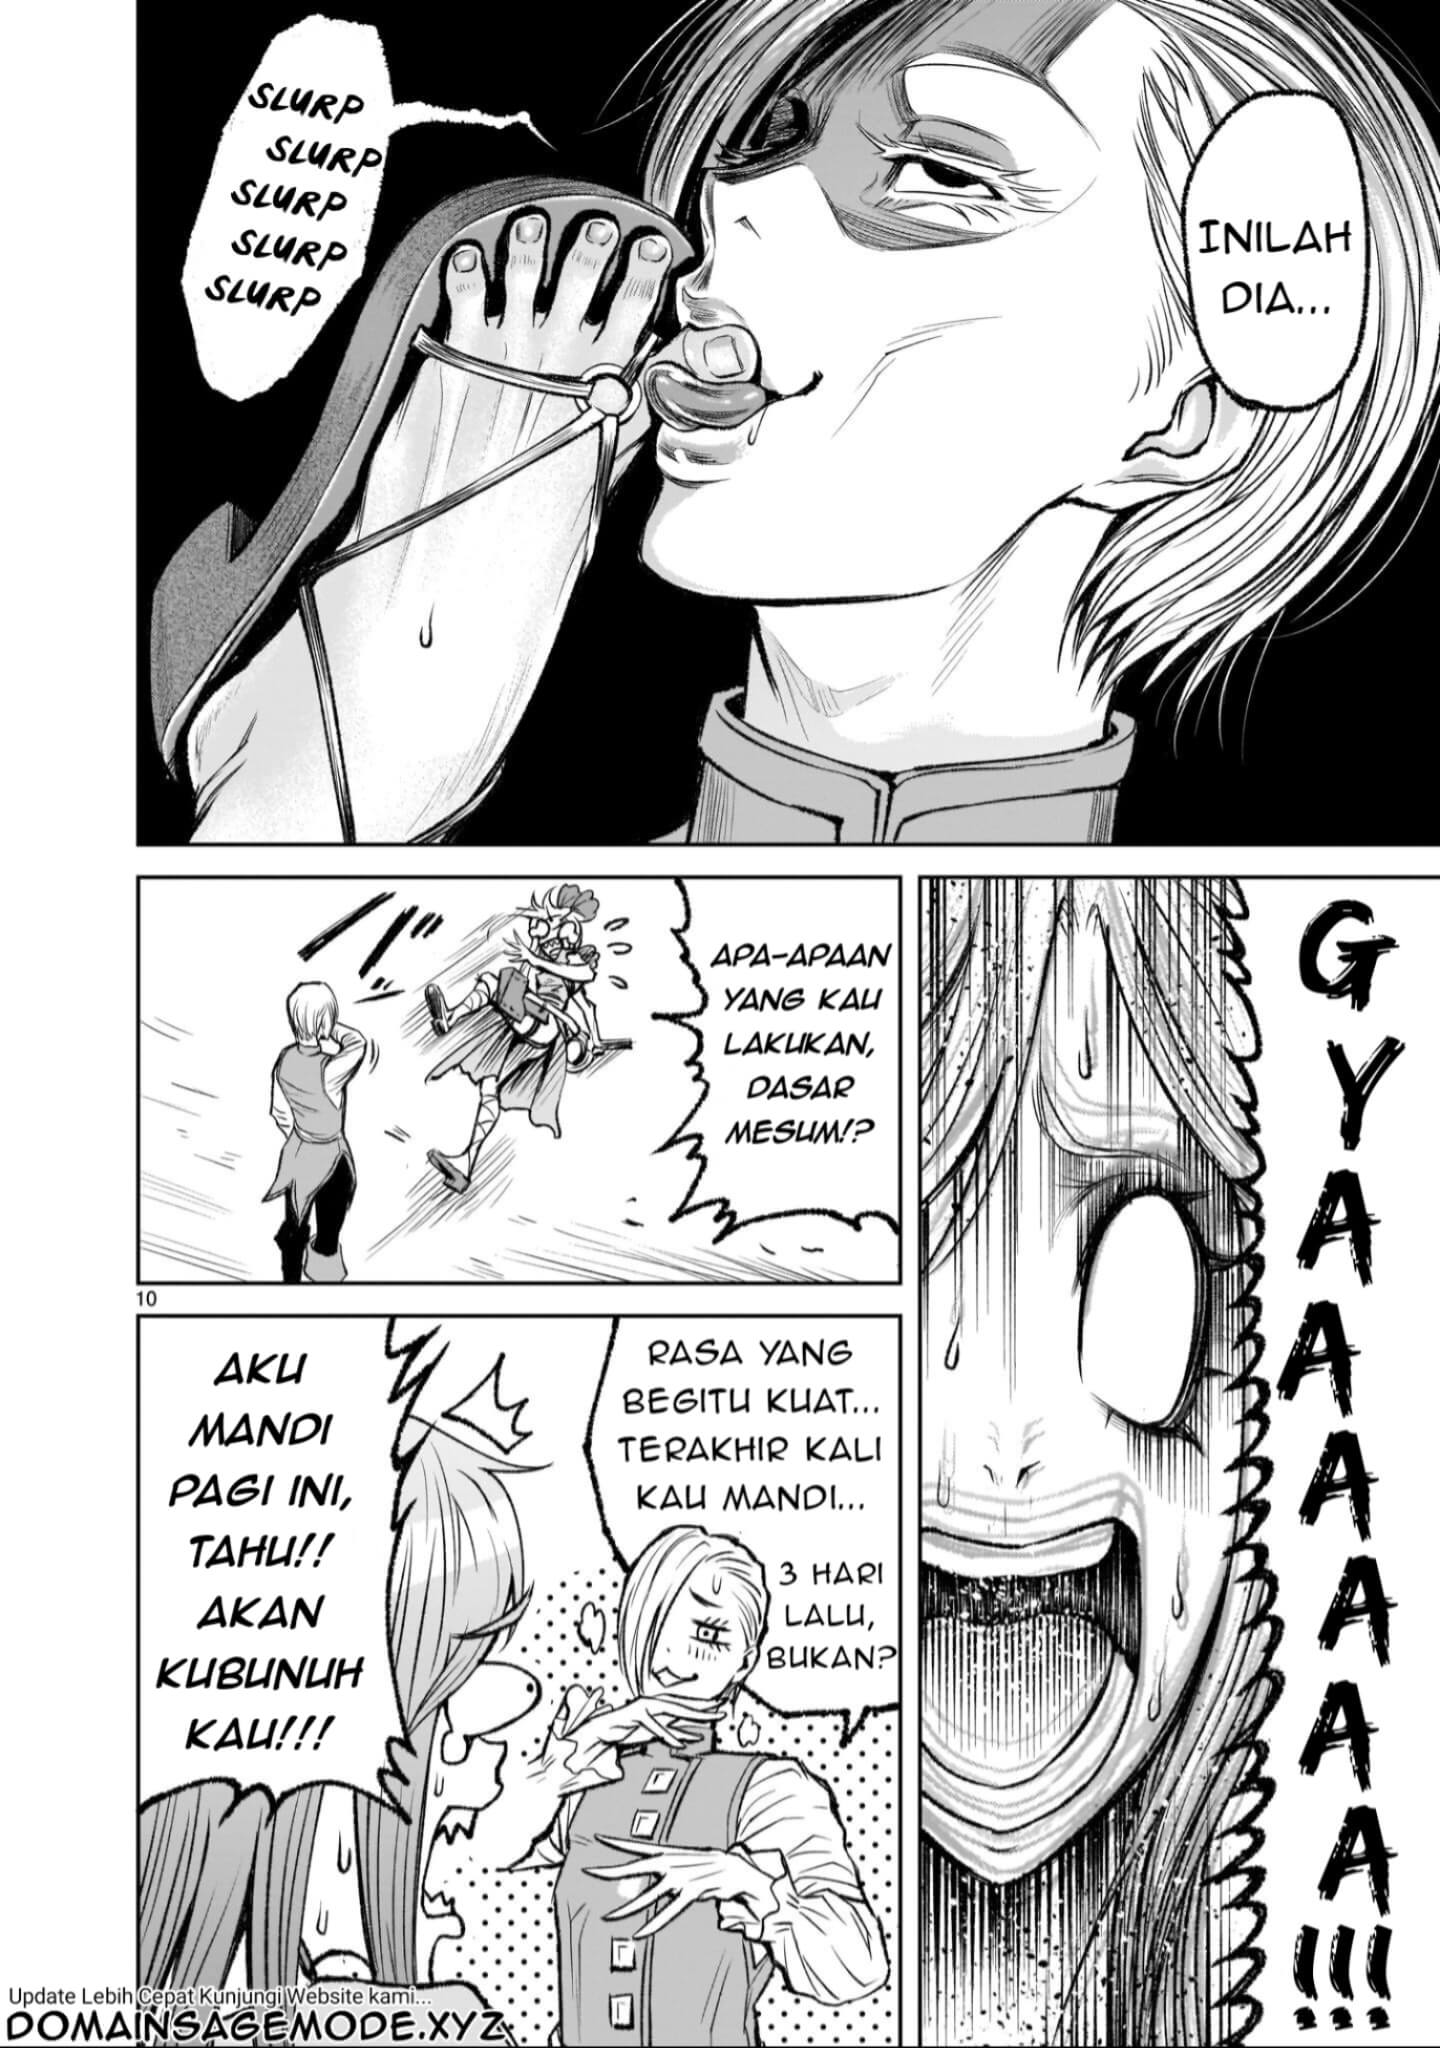 INILAH
DIA...
SLURP
SLURP
SLURP
SLURP
SLURP
GYAAAAAAA!!!
APA-APAAN
YANG KAU
LAKUKAN,
DASAR
MESUM!?
10
RASA YANG
BEGITU KUAT...
TERAKHIR KALI
KAU MANDI...
3 HARI
LALU,
BUKAN?
AKU
MANDI
PAGI INI,
TAHU!!
AKAN
KUBUNUH
KAU!!!
Update Lebih Cepat Kunjungi Website kami...
DOMAINSAGEMODE.XYZ